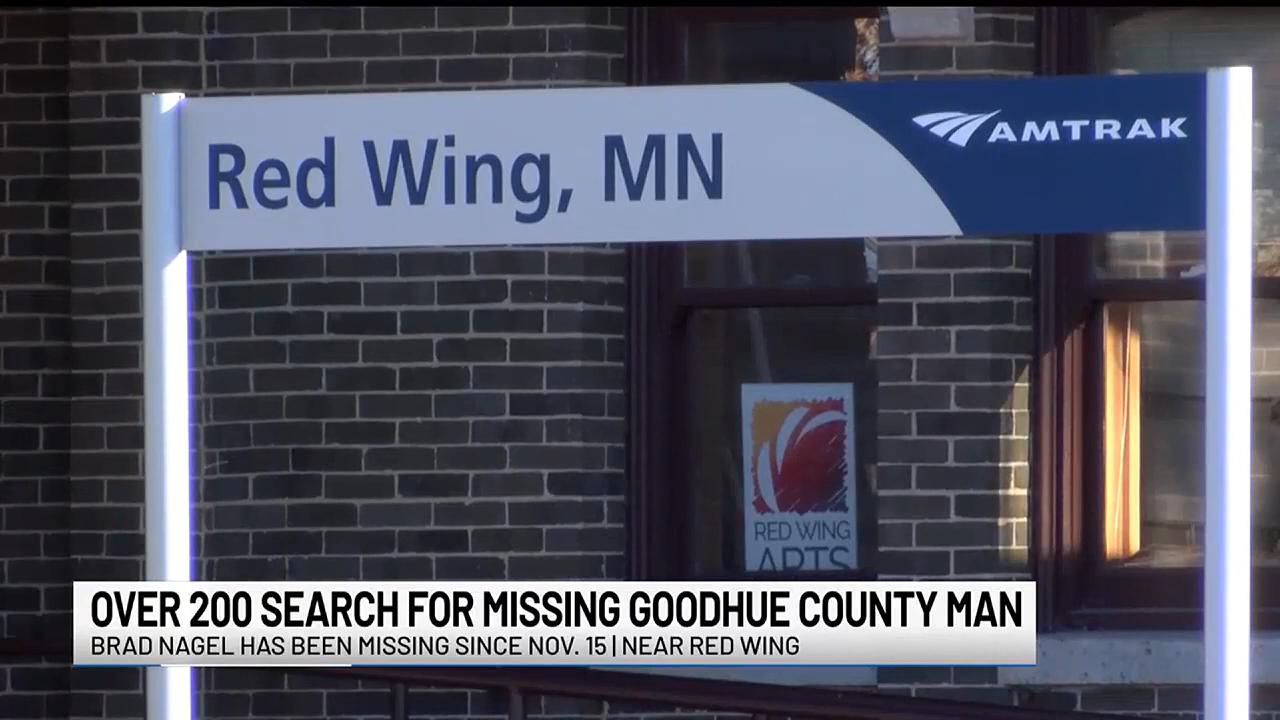 Red Wing, MN
AMTRAK
RED WING
ARTS
OVER 200 SEARCH FOR MISSING GOODHUE COUNTY MAN
BRAD NAGEL HAS BEEN MISSING SINCE NOV. 15 | NEAR RED WING